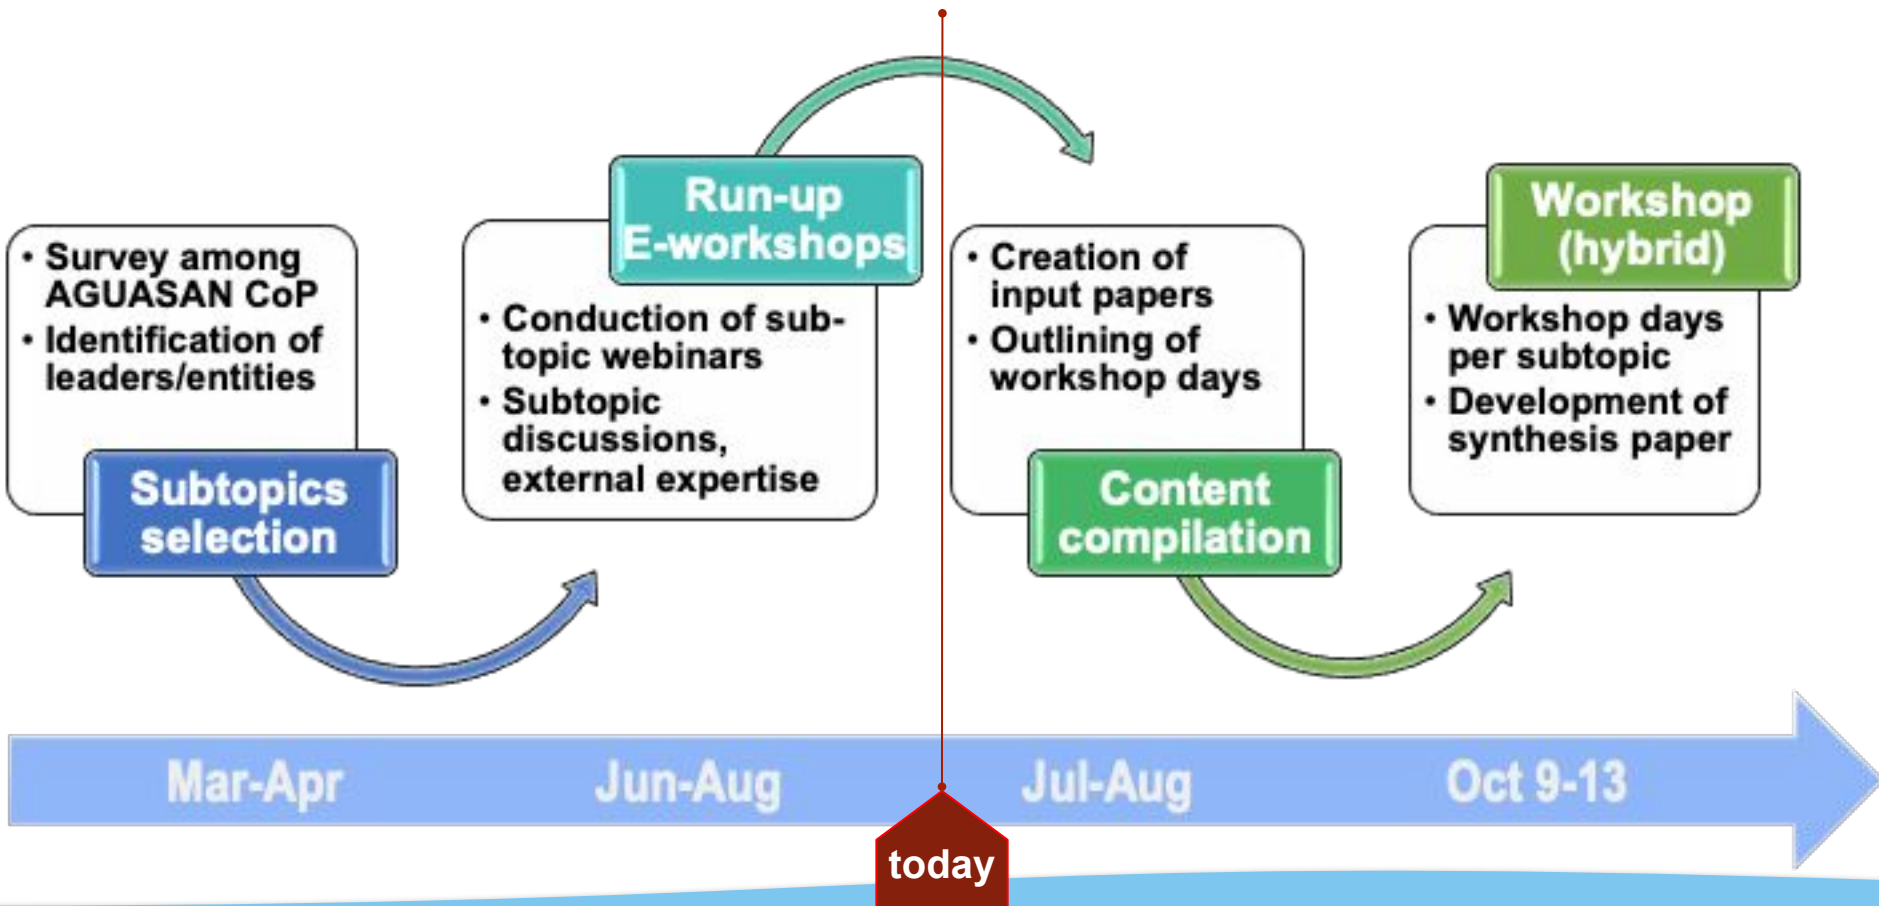 • Survey among
AGUASAN CoP
• Identification of
leaders/entities
Subtopics
selection
Run-up
E-workshops
• Conduction of sub-
topic webinars
• Subtopic
discussions,
external expertise
• Creation of
input papers
• Outlining of
workshop days
Content
compilation
Workshop
(hybrid)
• Workshop days
per subtopic
• Development of
synthesis paper
Mar-Apr
Jun-Aug
Jul-Aug
Oct 9-13
today